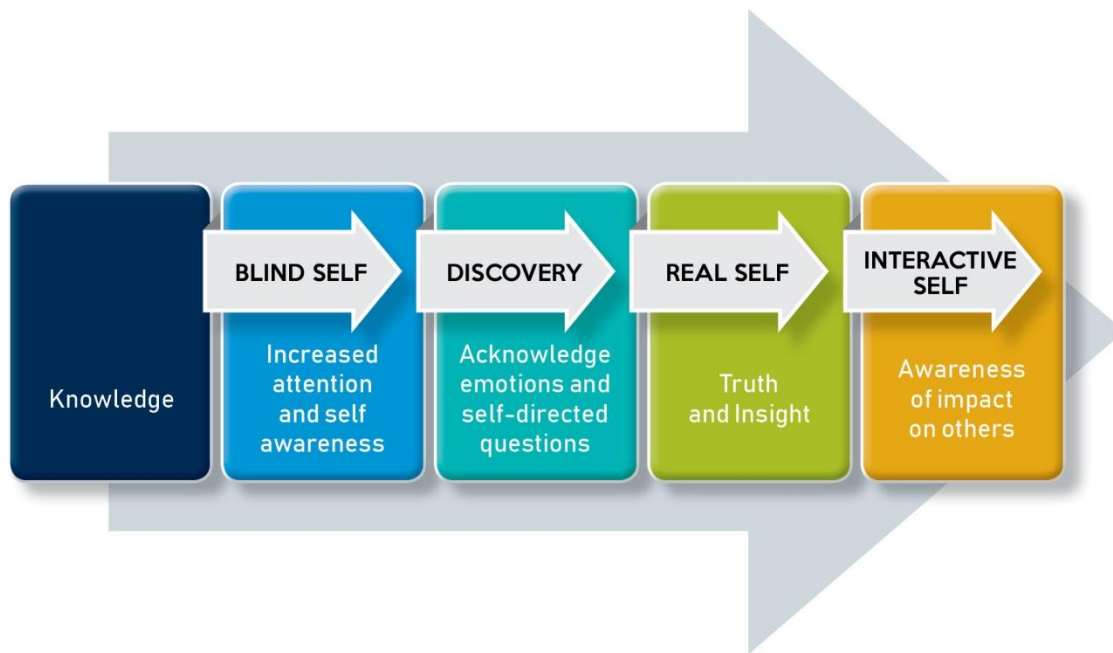 Knowledge
BLIND SELF
Increased
attention
and self
awareness
DISCOVERY
Acknowledge
emotions and
self-directed
questions
REAL SELF
Truth
and Insight
INTERACTIVE
SELF
Awareness
of impact
on others